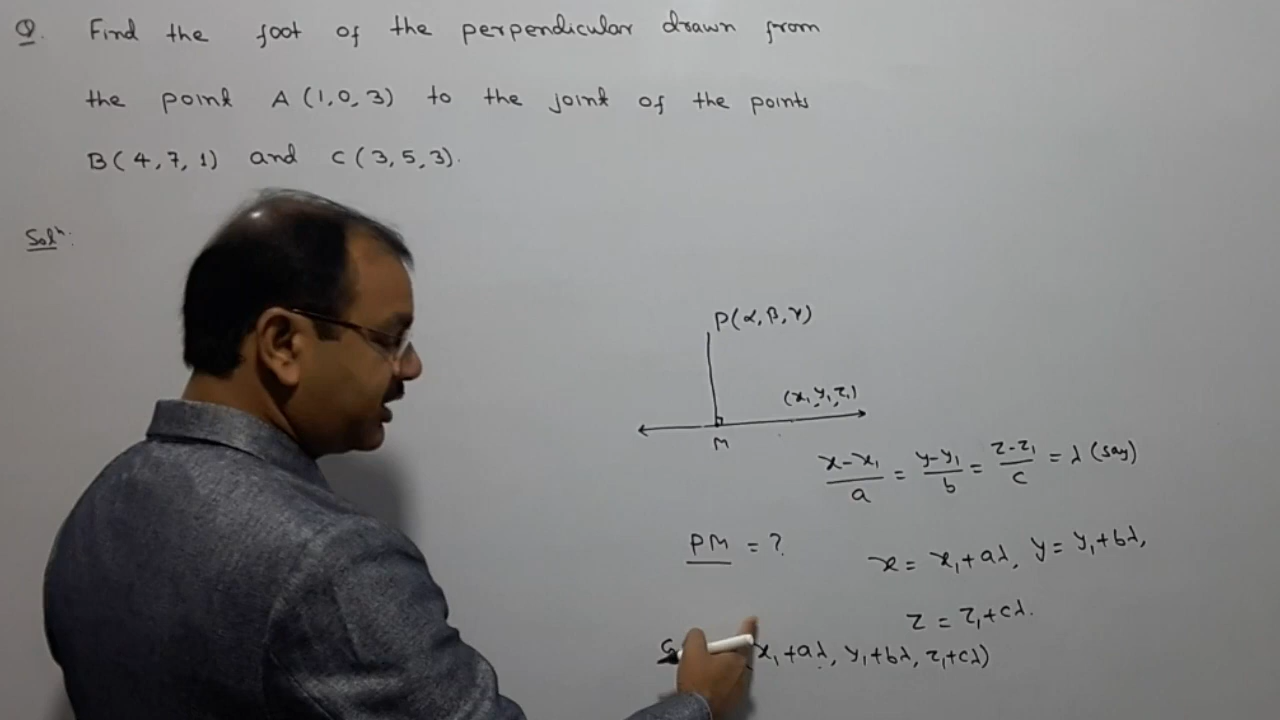 Q. Find the foot of the perpendicular drawn from
the point A (1, 0, 3) to the joint of the points
B(4, 7, 1) and C(3, 5, 3).
Solⁿ:
P(α, β, γ)
(x₁, y₁, z₁)
M
x-x₁/a = y-y₁/b = z-z₁/c = λ (say)
PM = ?
x = x₁+aλ, y = y₁+bλ,
z = z₁+cλ.
x₁+aλ, y₁+bλ, z₁+cλ)